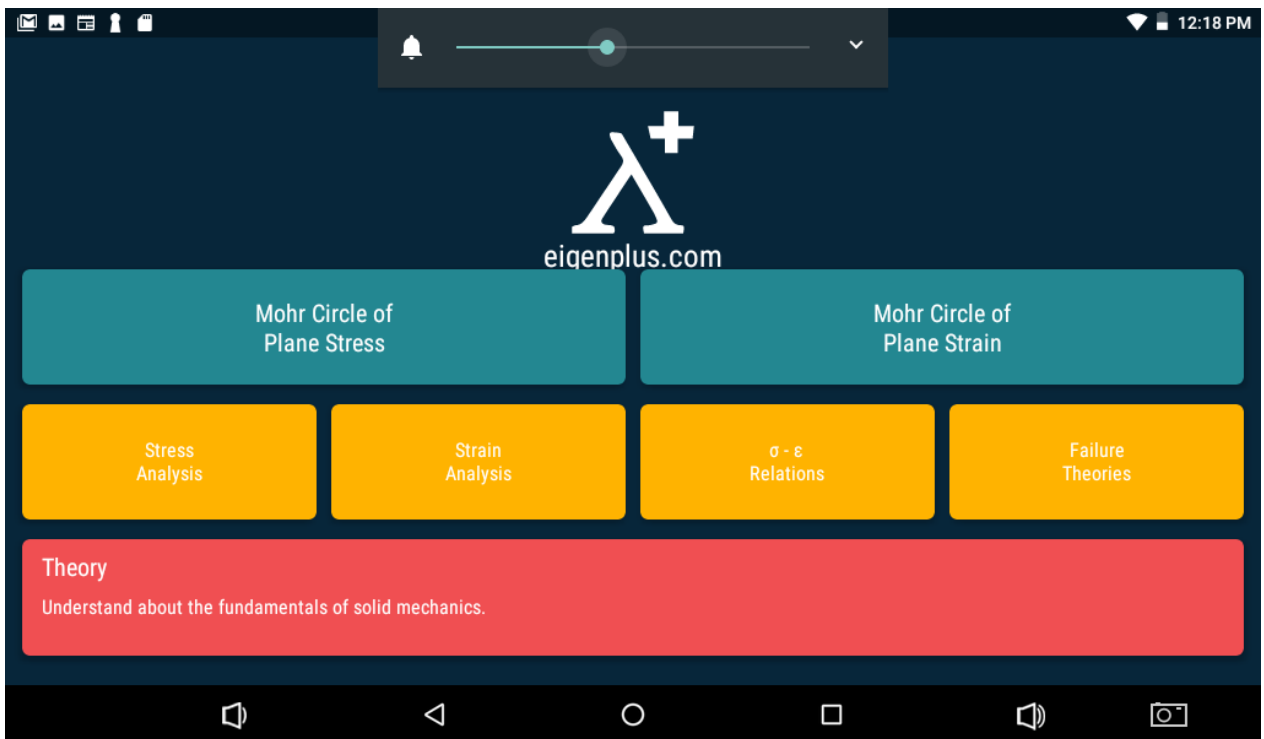 12:18 PM
λ+
eigenplus.com
Mohr Circle of
Plane Stress
Mohr Circle of
Plane Strain
Stress
Analysis
Strain
Analysis
σ - ε
Relations
Failure
Theories
Theory
Understand about the fundamentals of solid mechanics.